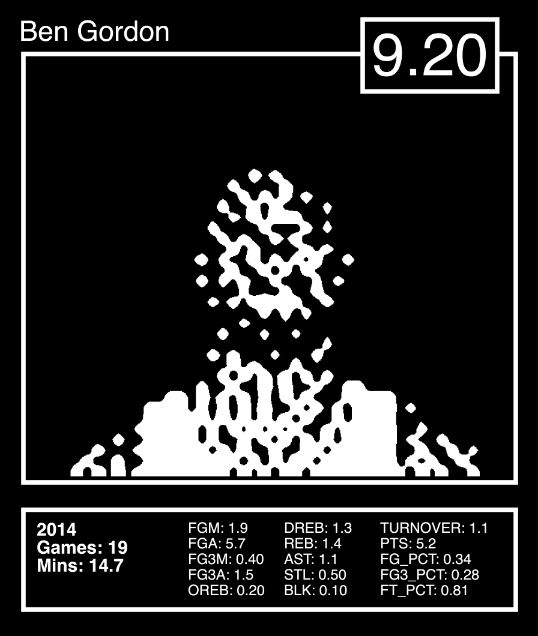 Ben Gordon
9.20
2014
Games: 19
Mins: 14.7
FGM: 1.9
FGA: 5.7
FG3M: 0.40
FG3A: 1.5
OREB: 0.20
DREB: 1.3
REB: 1.4
AST: 1.1
STL: 0.50
BLK: 0.10
TURNOVER: 1.1
PTS: 5.2
FG_PCT: 0.34
FG3_PCT: 0.28
FT_PCT: 0.81